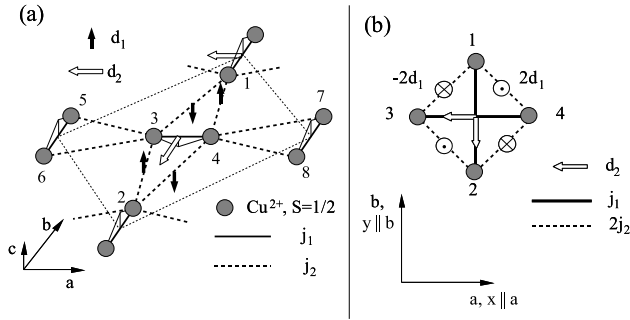 (a)
d1
d2
1
5
3
7
6
4
8
2
Cu2+, S=1/2
j1
j2
b
c
a
(b)
1
-2d1
2d1
3
4
2
d2
j1
2j2
b,
y || b
a, x || a